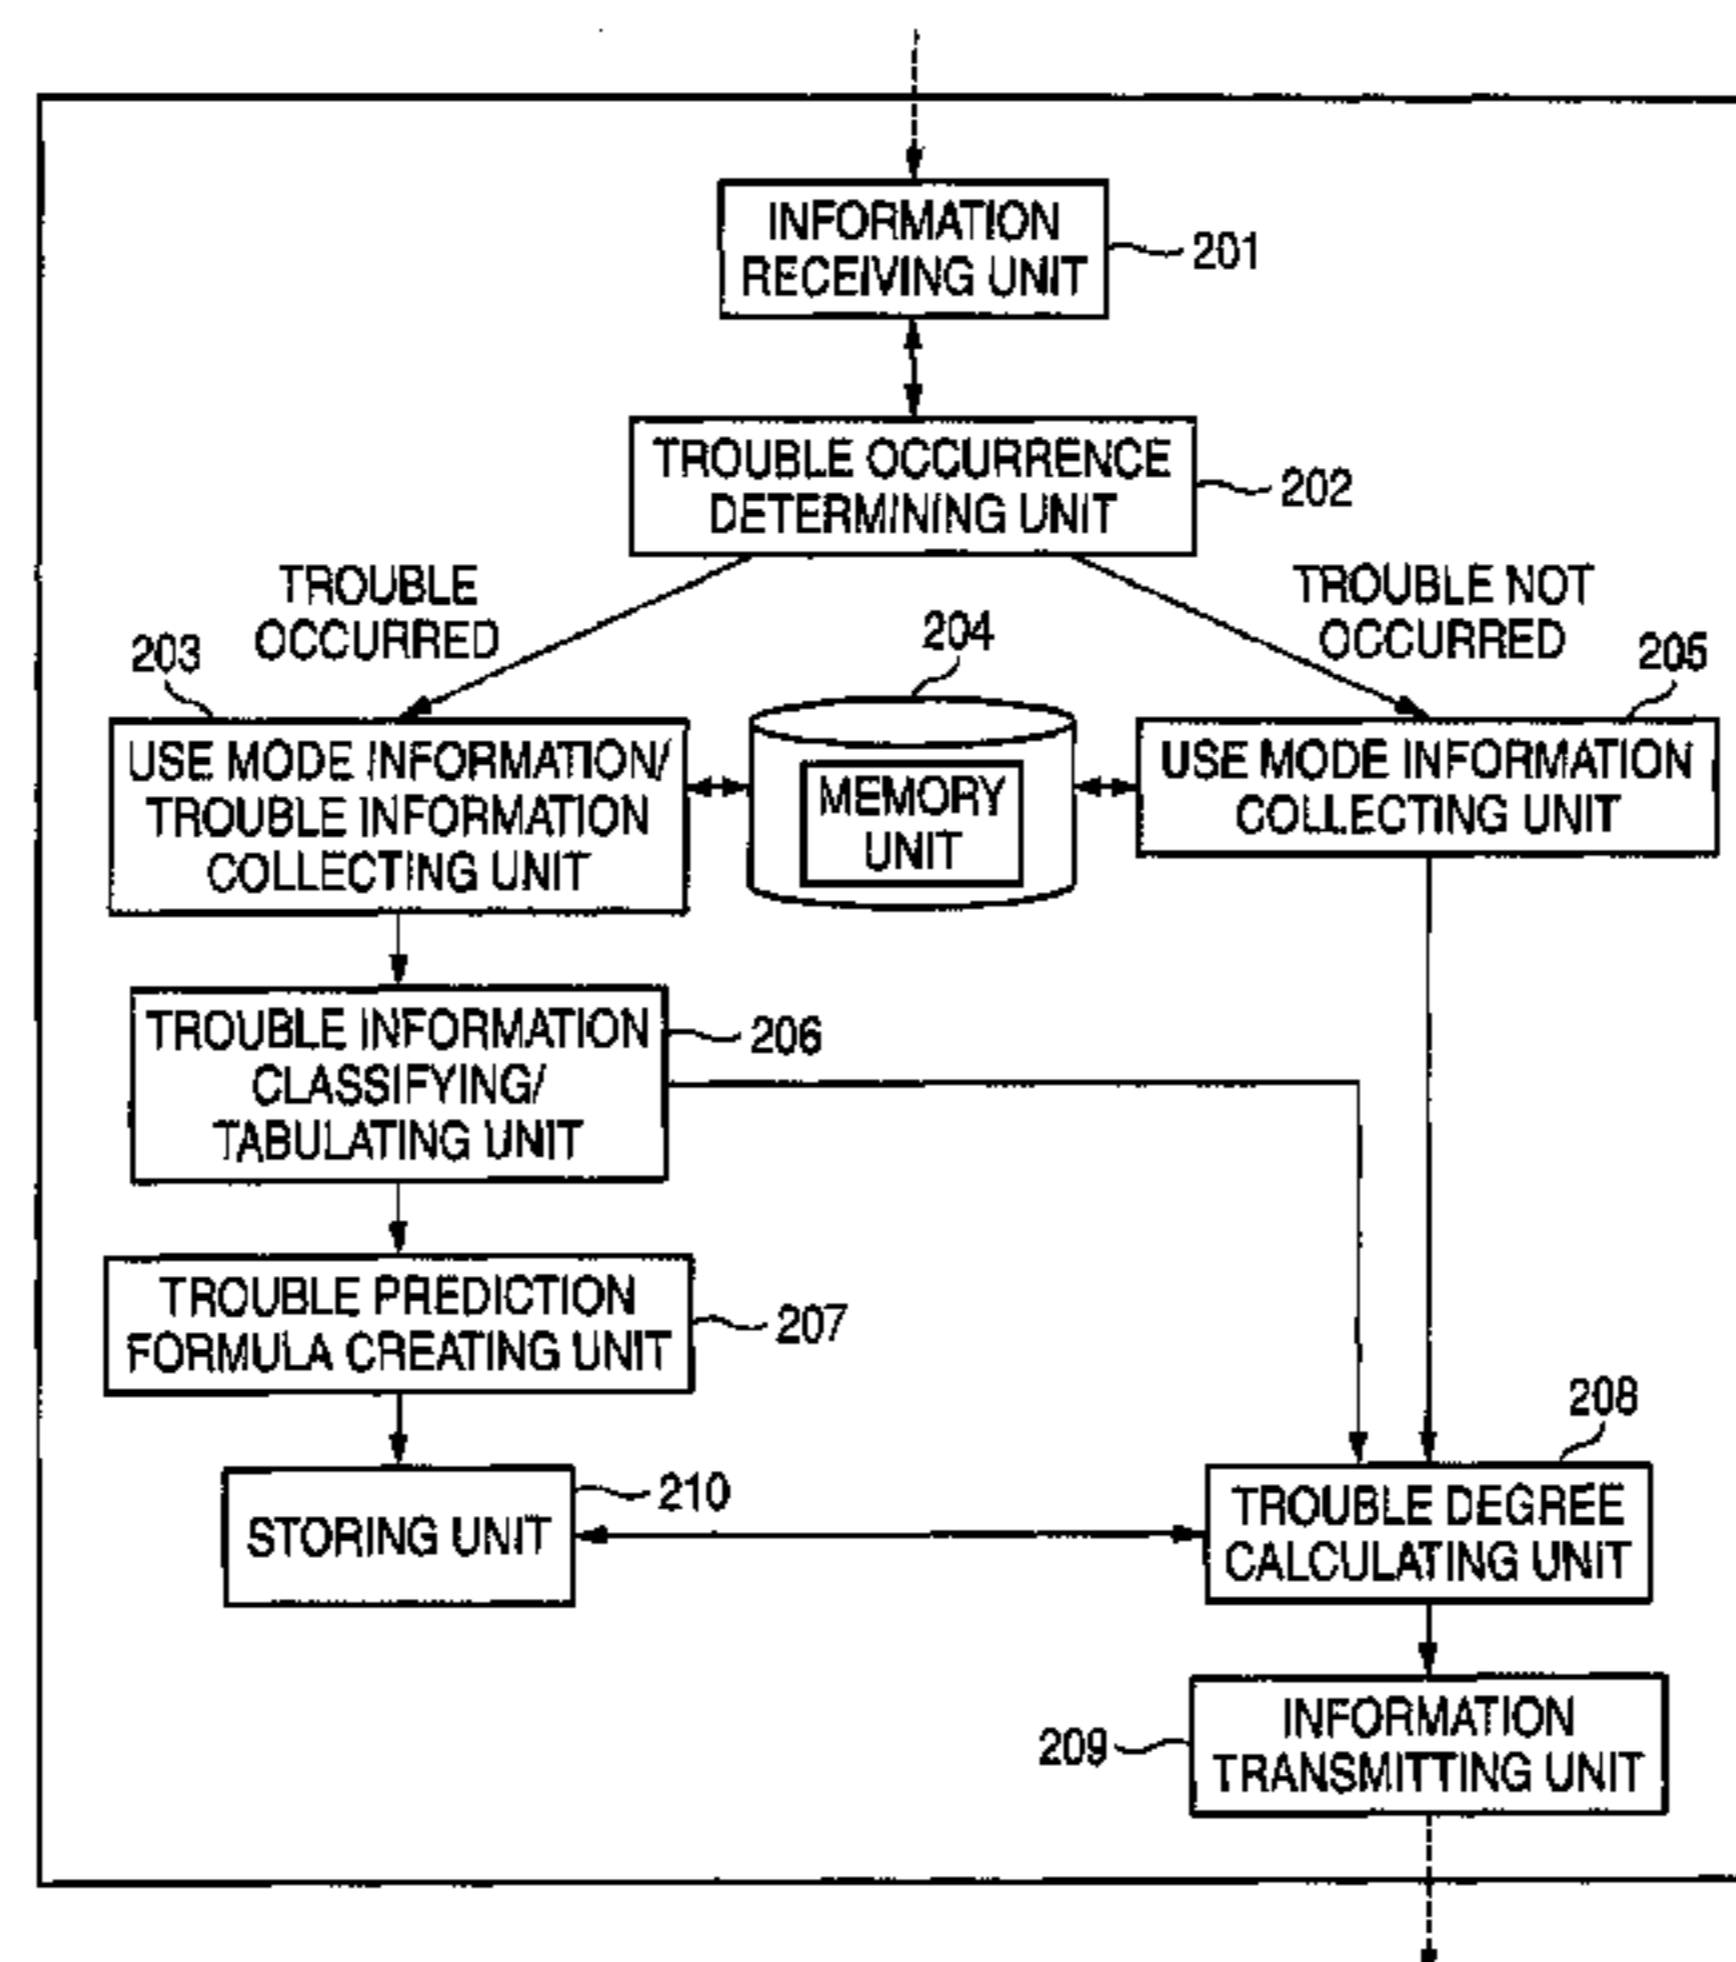 INFORMATION
RECEIVING UNIT
201
TROUBLE OCCURRENCE
DETERMINING UNIT
202
TROUBLE
OCCURRED
TROUBLE NOT
OCCURRED
203
204
205
USE MODE INFORMATION/
TROUBLE INFORMATION
COLLECTING UNIT
MEMORY
UNIT
USE MODE INFORMATION
COLLECTING UNIT
TROUBLE INFORMATION
CLASSIFYING/
TABULATING UNIT
206
TROUBLE PREDICTION
FORMULA CREATING UNIT
207
208
STORING UNIT
210
TROUBLE DEGREE
CALCULATING UNIT
209
INFORMATION
TRANSMITTING UNIT